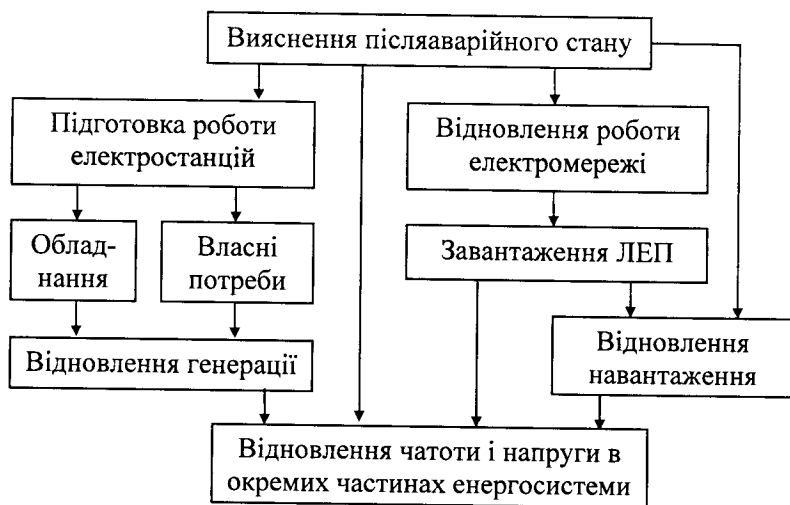 Вияснення післяаварійного стану
Підготовка роботи
електростанцій
Відновлення роботи
електромережі
Облад-
нання
Власні
потреби
Завантаження ЛЕП
Відновлення генерації
Відновлення
навантаження
Відновлення чатоти і напруги в
окремих частинах енергосистеми